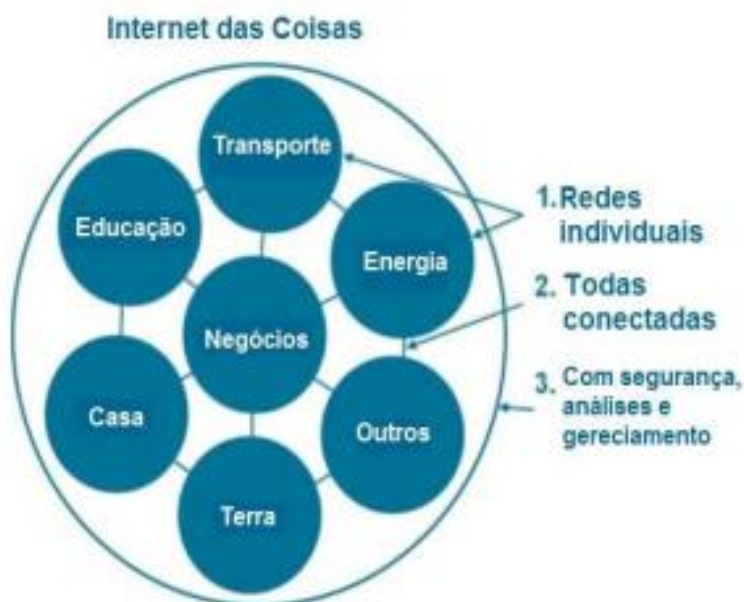 Internet das Coisas
Transporte
Educação
Energia
Negócios
Casa
Outros
Terra
1. Redes
individuais
2. Todas
conectadas
3. Com segurança,
análises e
gereciamento